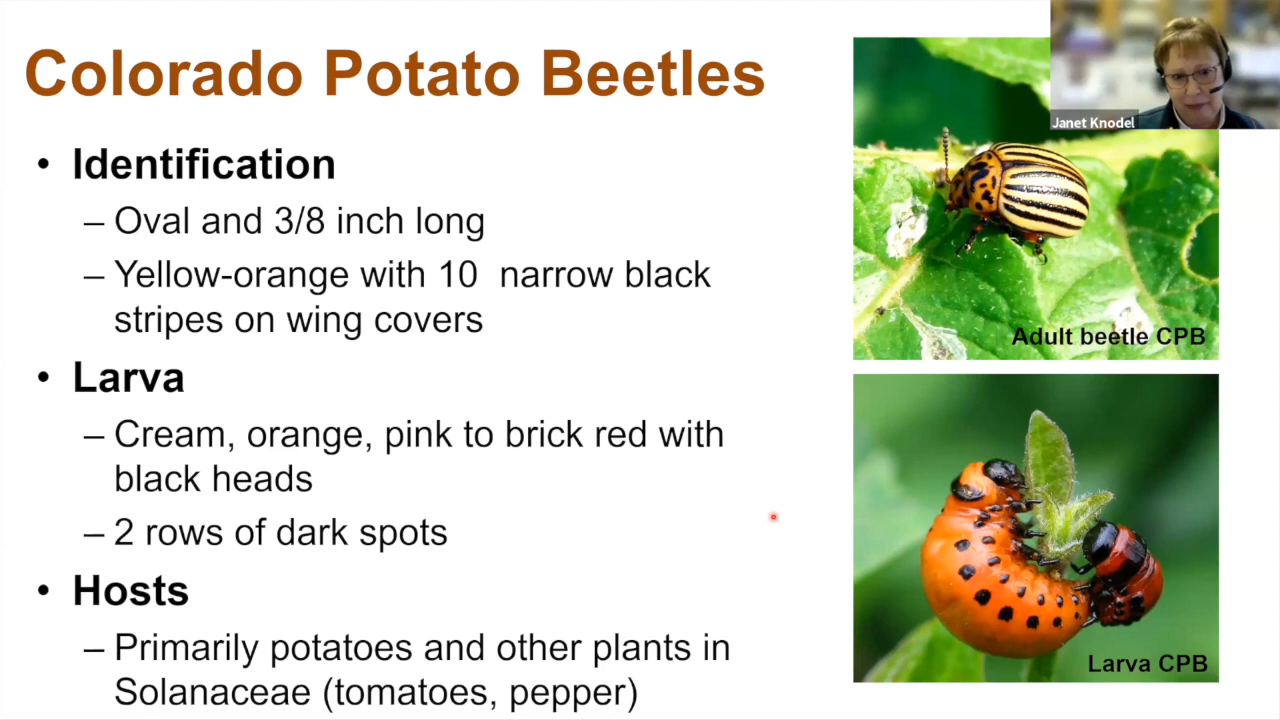 Colorado Potato Beetles
• Identification
– Oval and 3/8 inch long
– Yellow-orange with 10  narrow black
stripes on wing covers
• Larva
– Cream, orange, pink to brick red with
black heads
– 2 rows of dark spots
• Hosts
– Primarily potatoes and other plants in
Solanaceae (tomatoes, pepper)
Janet Knodel
Adult beetle CPB
Larva CPB